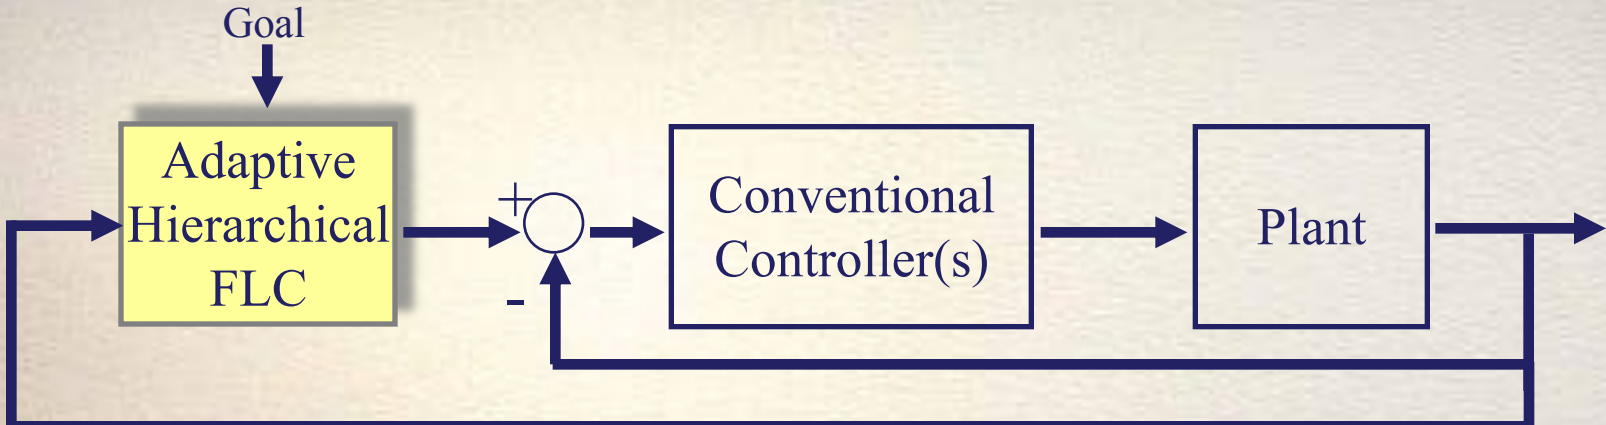 Goal
Adaptive
Hierarchical
FLC
+
-
Conventional
Controller(s)
Plant